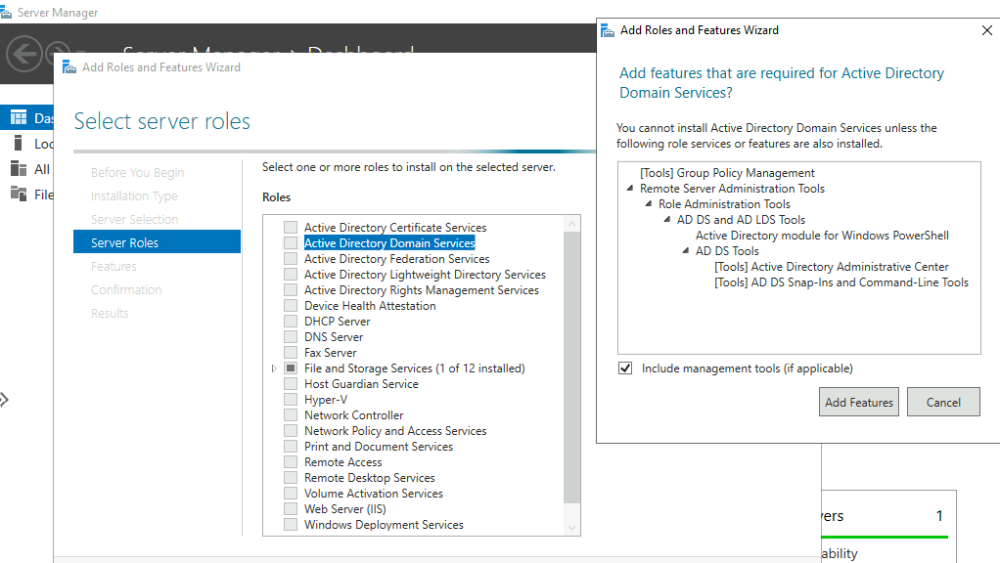 Server Manager
Add Roles and Features Wizard
Select server roles
Before You Begin
Installation Type
Server Selection
Server Roles
Features
Confirmation
Results
Select one or more roles to install on the selected server.
Roles
Active Directory Certificate Services
Active Directory Domain Services
Active Directory Federation Services
Active Directory Lightweight Directory Services
Active Directory Rights Management Services
Device Health Attestation
DHCP Server
DNS Server
Fax Server
File and Storage Services (1 of 12 installed)
Host Guardian Service
Hyper-V
Network Controller
Network Policy and Access Services
Print and Document Services
Remote Access
Remote Desktop Services
Volume Activation Services
Web Server (IIS)
Windows Deployment Services
Add Roles and Features Wizard
Add features that are required for Active Directory
Domain Services?
You cannot install Active Directory Domain Services unless the
following role services or features are also installed.
[Tools] Group Policy Management
Remote Server Administration Tools
Role Administration Tools
AD DS and AD LDS Tools
Active Directory module for Windows PowerShell
AD DS Tools
[Tools] Active Directory Administrative Center
[Tools] AD DS Snap-Ins and Command-Line Tools
Include management tools (if applicable)
Add Features
Cancel
Das
Loc
All
File
vers 1
ability